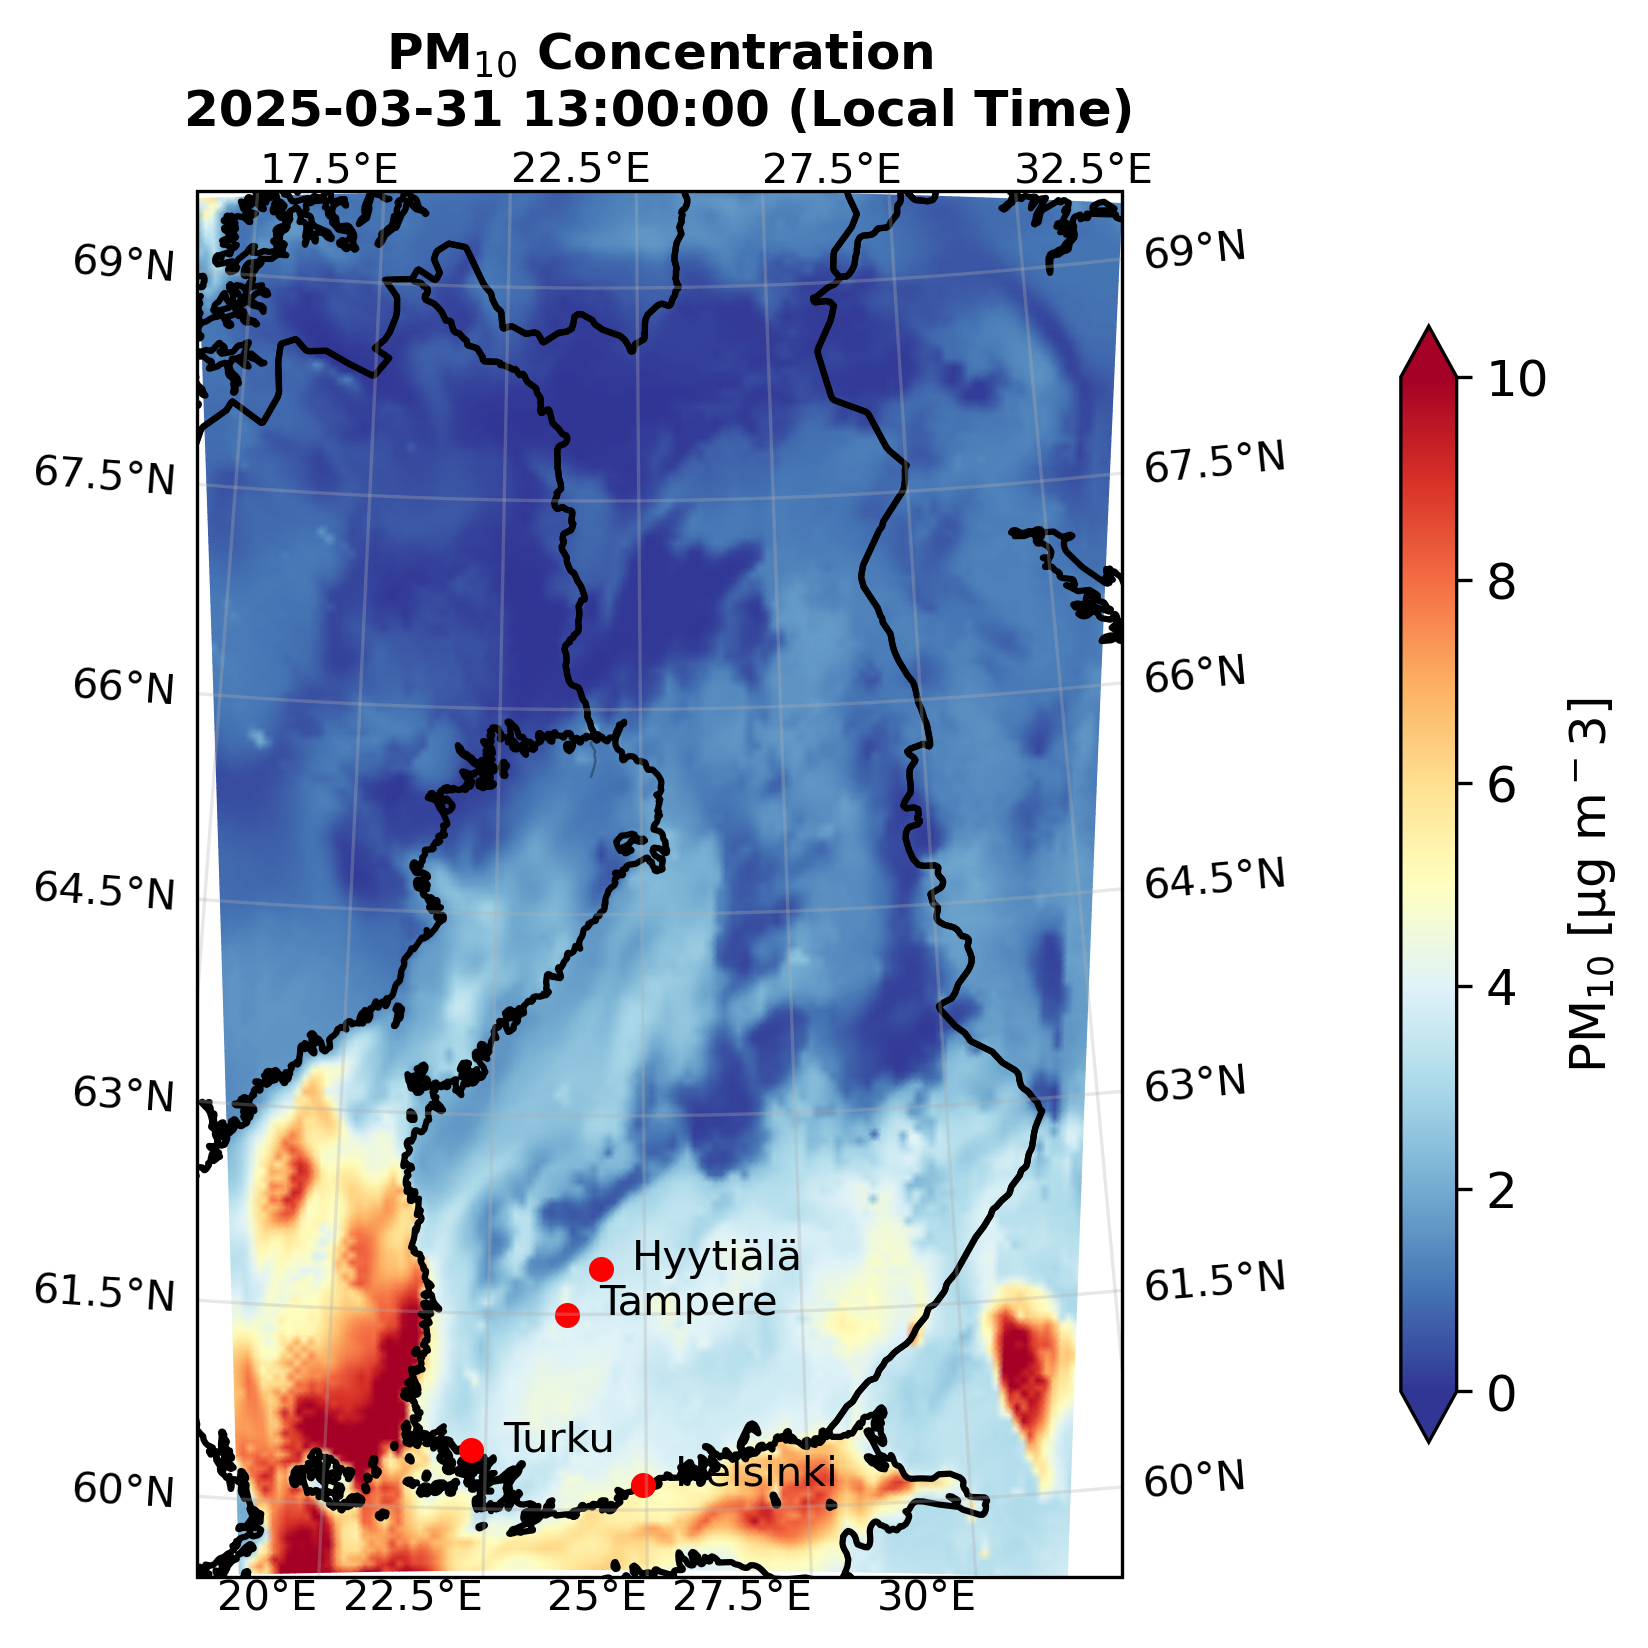 PM₁₀ Concentration
2025-03-31 13:00:00 (Local Time)
17.5°E 22.5°E 27.5°E 32.5°E
69°N 69°N
67.5°N 67.5°N
66°N 66°N
64.5°N 64.5°N
63°N 63°N
61.5°N 61.5°N
60°N 60°N
Hyytiälä
Tampere
Turku
Helsinki
20°E 22.5°E 25°E 27.5°E 30°E
10
8
6
4
2
0
PM₁₀ [µg m⁻ 3]